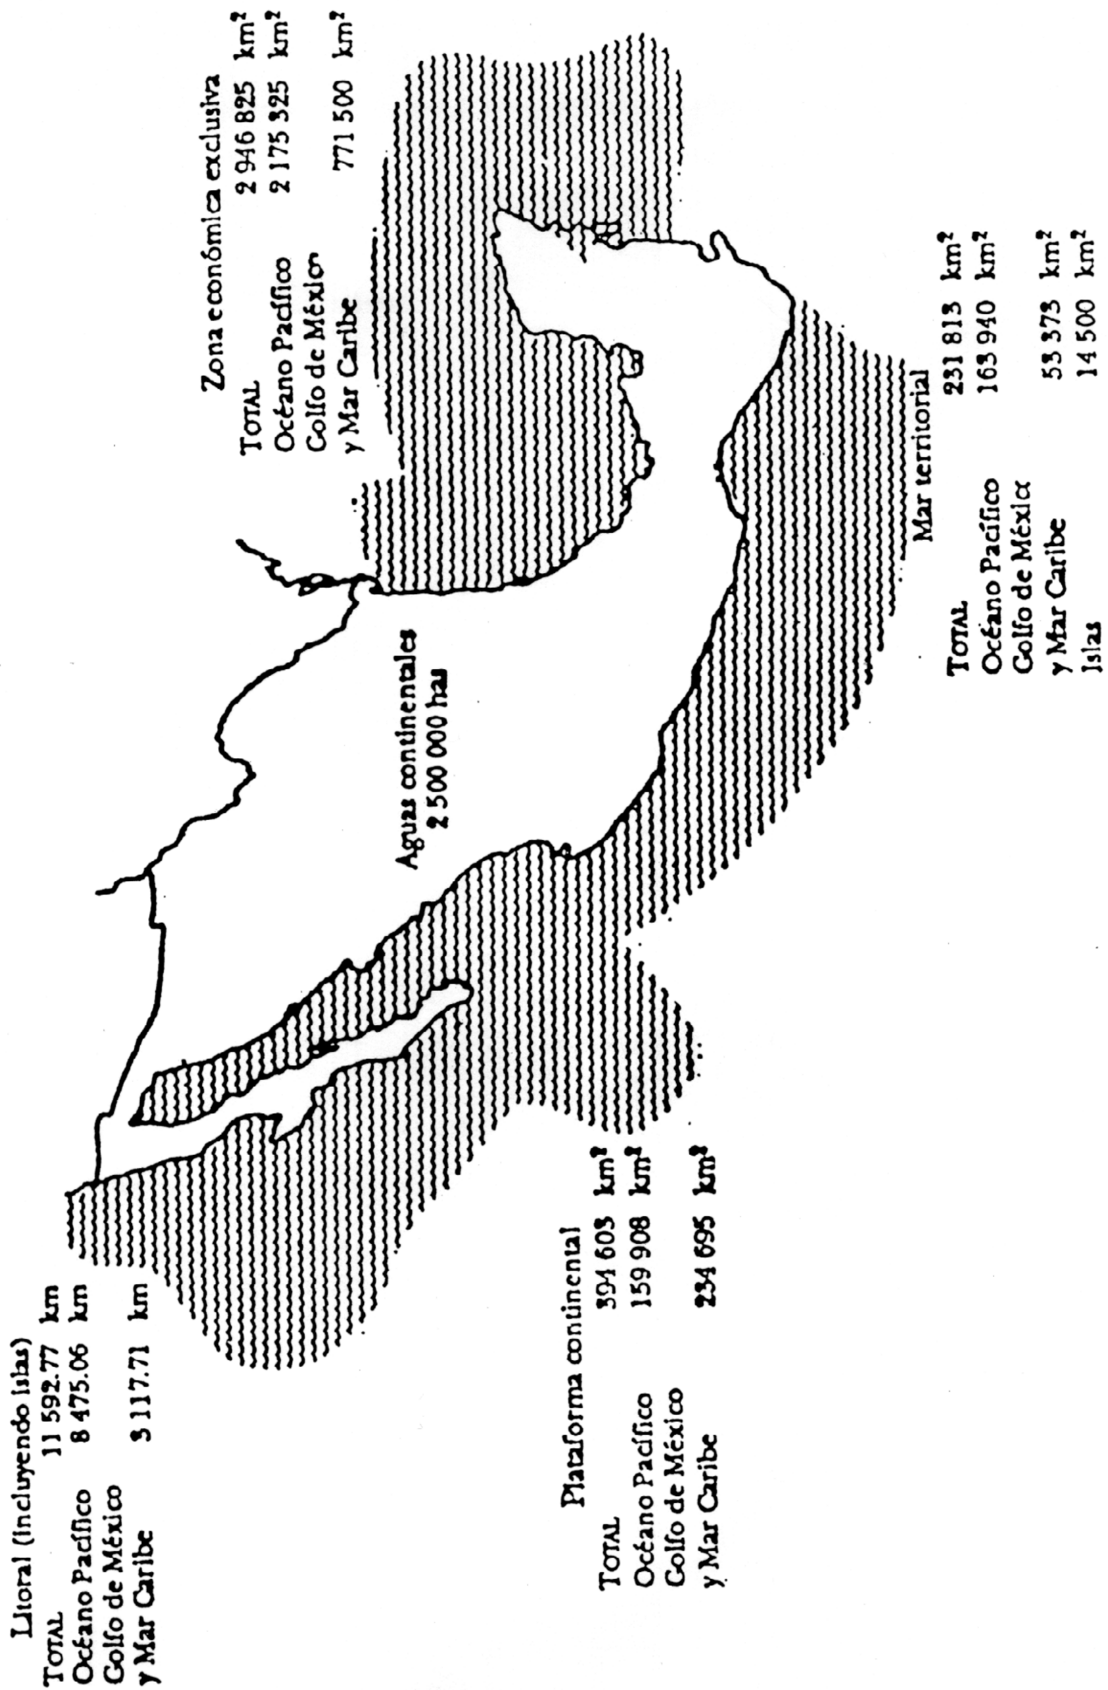 Litoral (incluyendo islas)
TOTAL 11 592.77 km
Océano Pacífico 8 475.06 km
Golfo de México
y Mar Caribe 3 117.71 km
Zona económica exclusiva
TOTAL 2 946 825 km²
Océano Pacífico 2 175 325 km²
Golfo de México
y Mar Caribe 771 500 km²
Aguas continentales
2 500 000 has
Plataforma continental
TOTAL 394 603 km²
Océano Pacífico 159 908 km²
Golfo de México
y Mar Caribe 234 695 km²
Mar territorial
TOTAL 231 813 km²
Océano Pacífico 163 940 km²
Golfo de México
y Mar Caribe 53 373 km²
Islas 14 500 km²